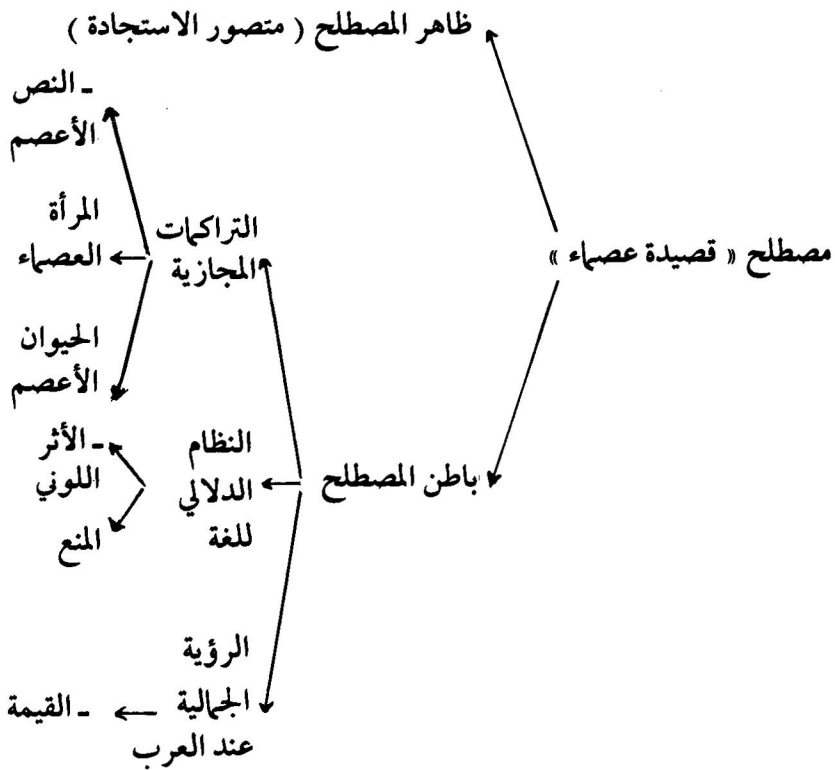 ظاهر المصطلح ( متصور الاستجادة )
مصطلح « قصيدة عصماء »
باطن المصطلح
التراكمات
المجازية
ـ النص
الأعصم
المرأة
العصماء
الحيوان
الأعصم
النظام
الدلالي
للغة
ـ الأثر
اللوني
المنع
الرؤية
الجمالية
عند العرب
ـ القيمة